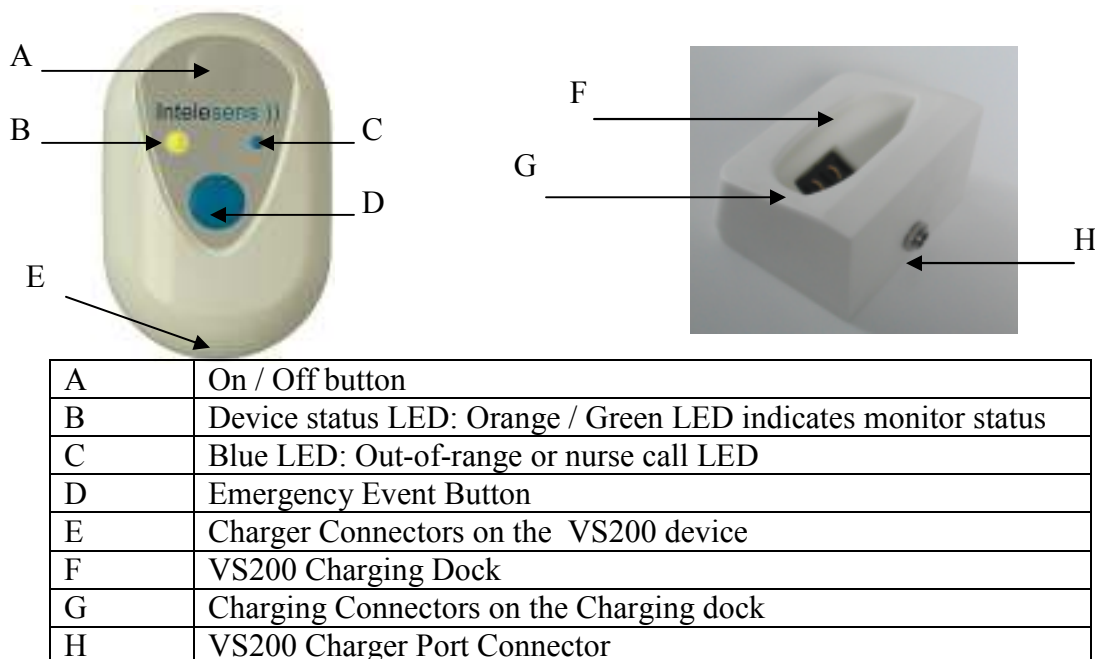 A
B
C
D
E
F
G
H
Intelesens ))
A On / Off button
B Device status LED: Orange / Green LED indicates monitor status
C Blue LED: Out-of-range or nurse call LED
D Emergency Event Button
E Charger Connectors on the VS200 device
F VS200 Charging Dock
G Charging Connectors on the Charging dock
H VS200 Charger Port Connector